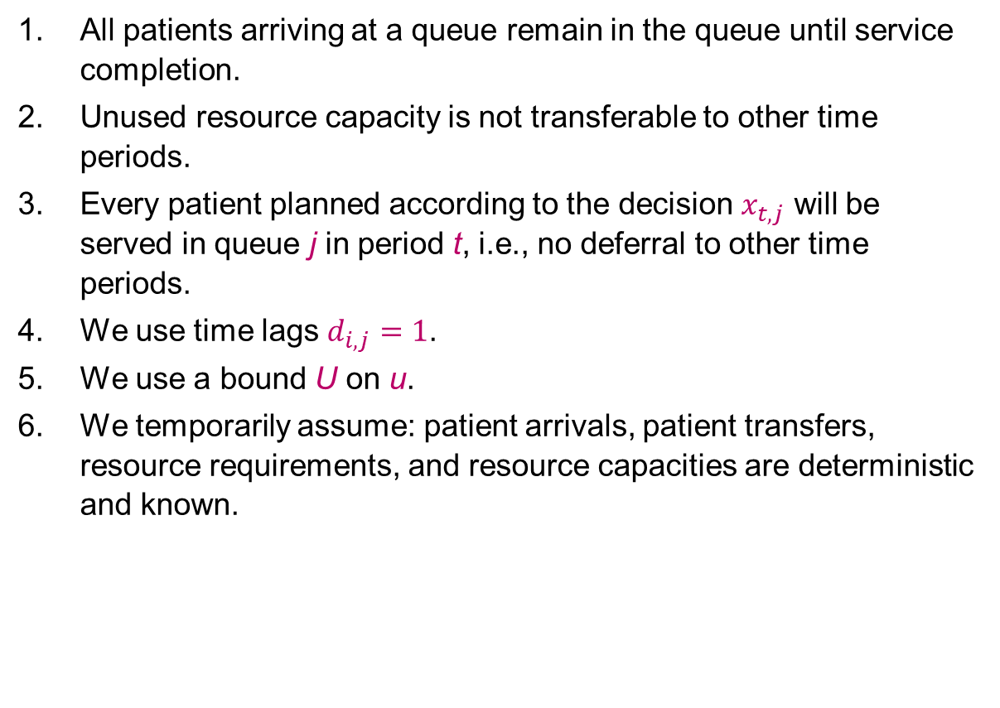 1. All patients arriving at a queue remain in the queue until service
completion.
2. Unused resource capacity is not transferable to other time
periods.
3. Every patient planned according to the decision x_{t,j} will be
served in queue j in period t, i.e., no deferral to other time
periods.
4. We use time lags d_{i,j} = 1.
5. We use a bound U on u.
6. We temporarily assume: patient arrivals, patient transfers,
resource requirements, and resource capacities are deterministic
and known.